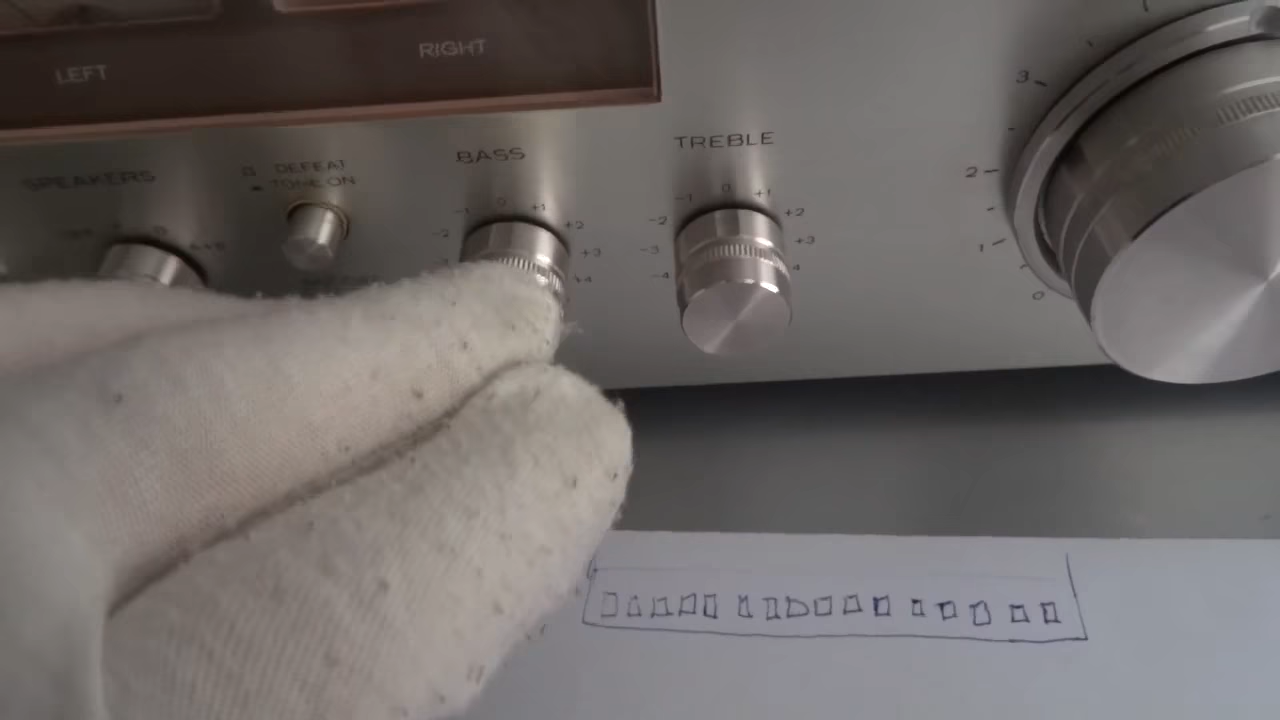 LEFT
RIGHT
SPEAKERS
DEFEAT
TONE ON
BASS
-1 0 +1
-2 +2
+3
+4
TREBLE
-1 0 +1
-2 +2
-3 +3
-4 4
3
2
1
0